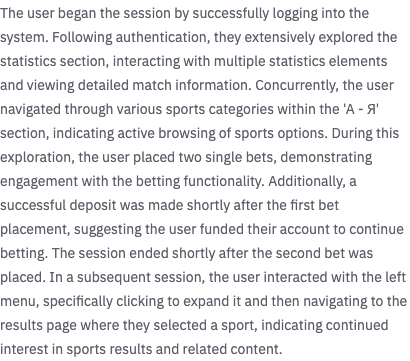 The user began the session by successfully logging into the
system. Following authentication, they extensively explored the
statistics section, interacting with multiple statistics elements
and viewing detailed match information. Concurrently, the user
navigated through various sports categories within the 'А - Я'
section, indicating active browsing of sports options. During this
exploration, the user placed two single bets, demonstrating
engagement with the betting functionality. Additionally, a
successful deposit was made shortly after the first bet
placement, suggesting the user funded their account to continue
betting. The session ended shortly after the second bet was
placed. In a subsequent session, the user interacted with the left
menu, specifically clicking to expand it and then navigating to the
results page where they selected a sport, indicating continued
interest in sports results and related content.